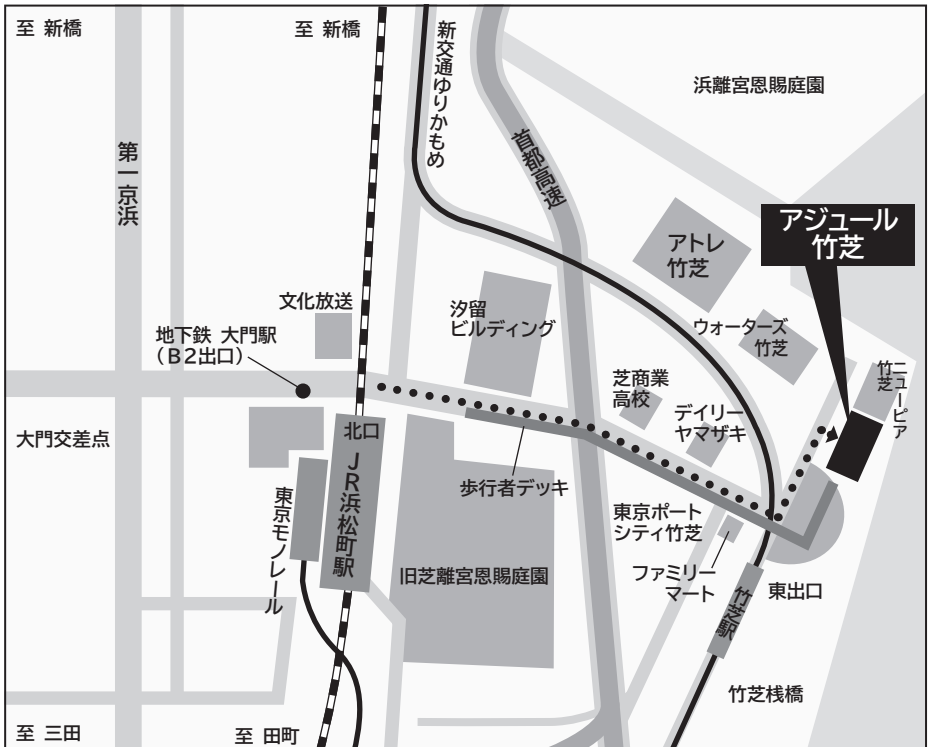 至 新橋
至 新橋
新交通ゆりかもめ
浜離宮恩賜庭園
第一京浜
首都高速
アジュール
竹芝
アトレ
竹芝
文化放送
汐留
ビルディング
ウォーターズ
竹芝
地下鉄 大門駅
（B2出口）
ニューピア
竹芝
芝商業
高校
デイリー
ヤマザキ
大門交差点
北口
JR浜松町駅
歩行者デッキ
東京モノレール
東京ポート
シティ竹芝
旧芝離宮恩賜庭園
ファミリー
マート
東出口
竹芝駅
竹芝桟橋
至 三田
至 田町